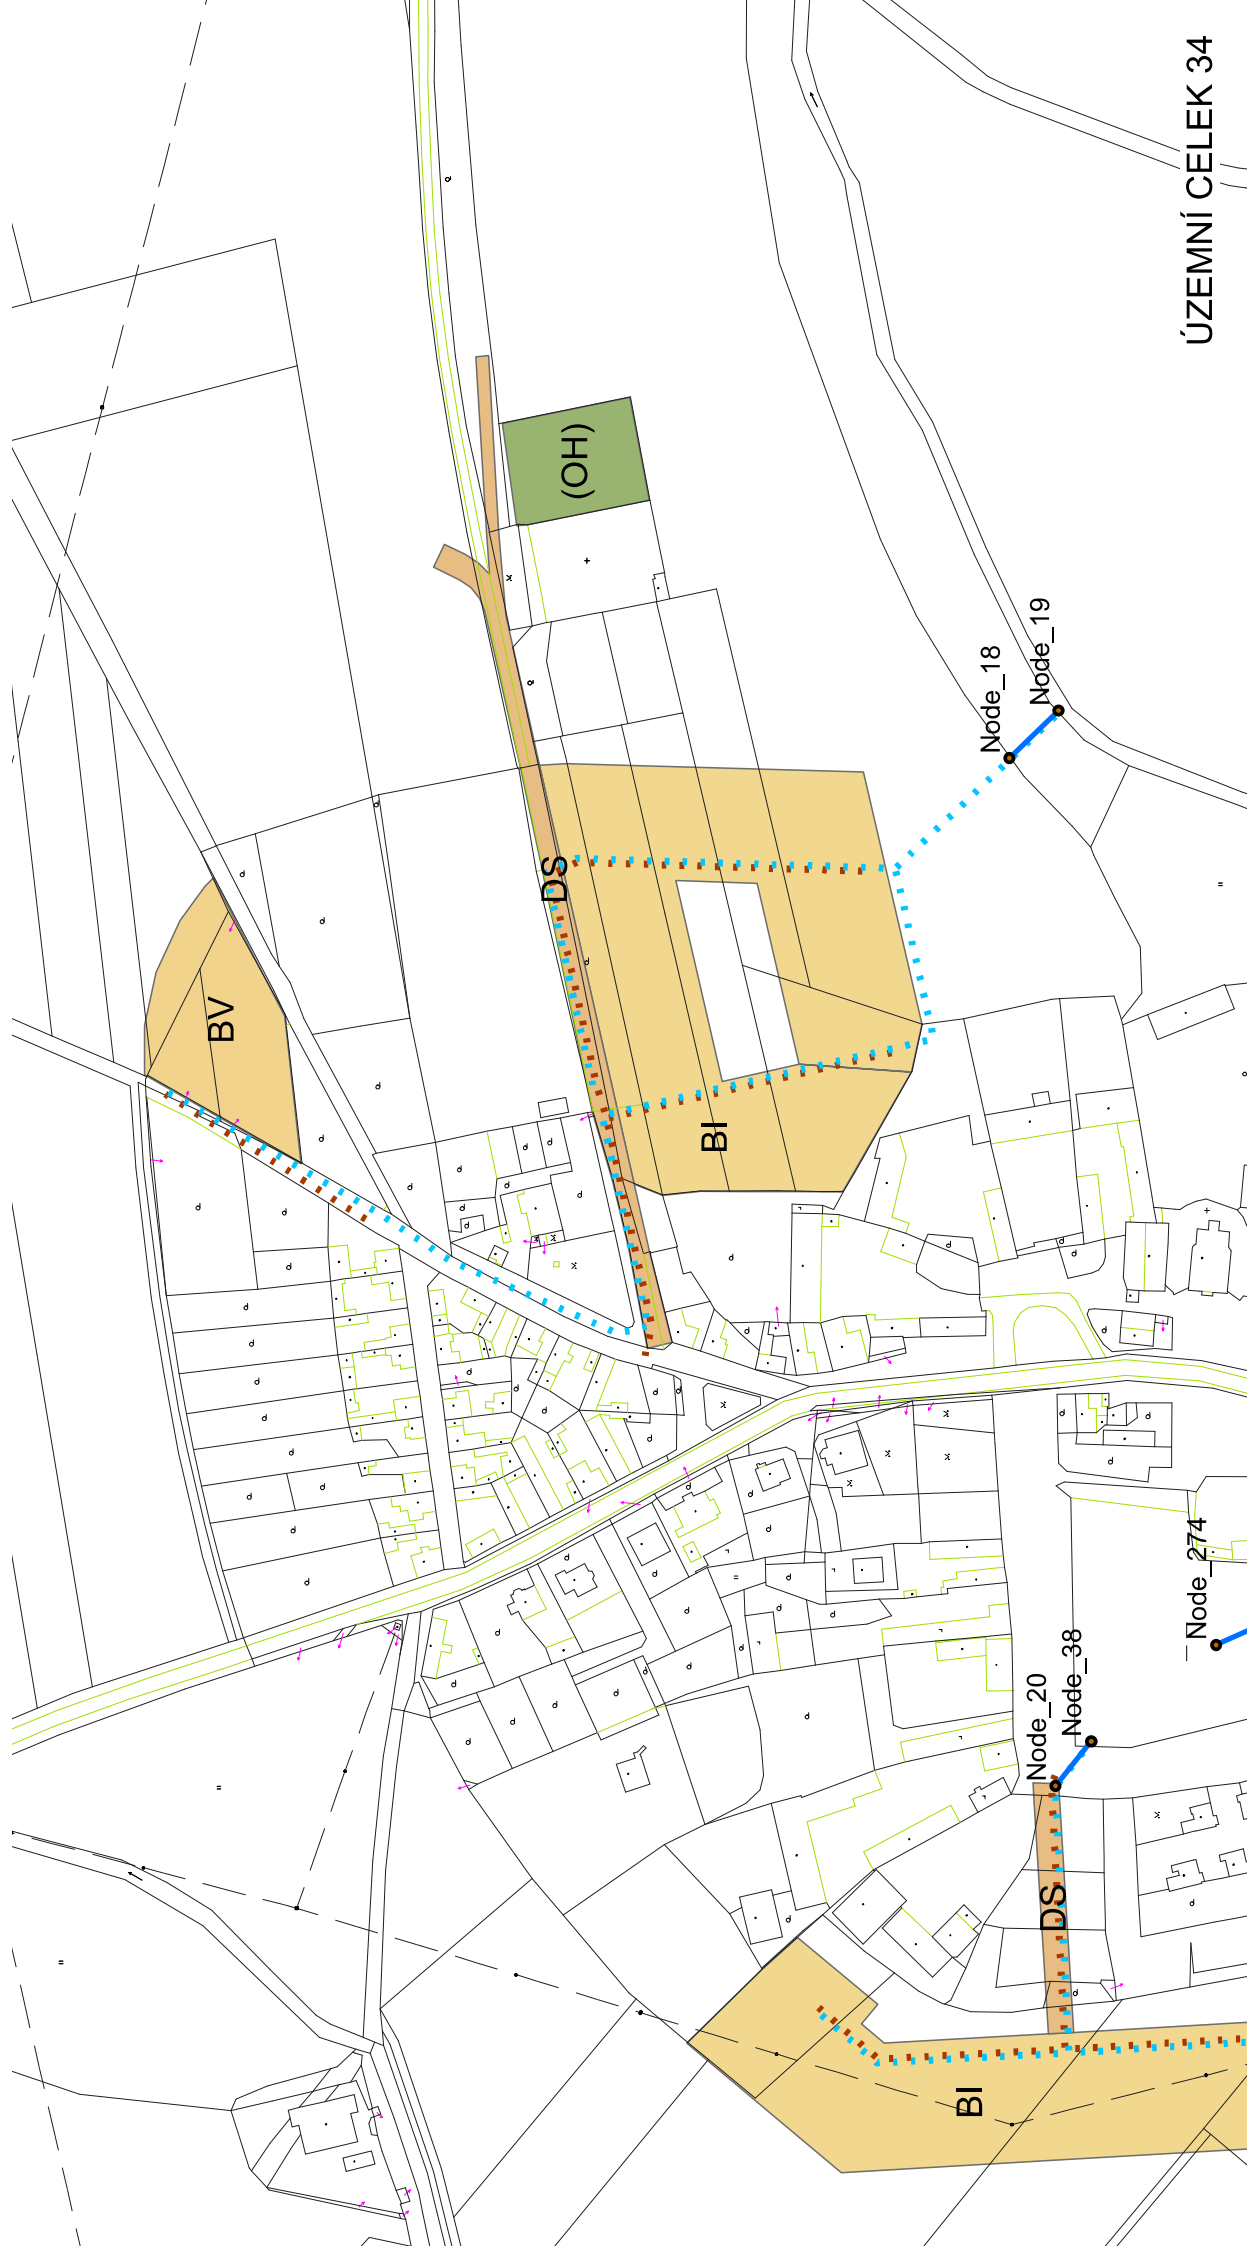 ÚZEMNÍ CELEK 34
(OH)
Node_19
Node_18
DS
BV
BI
Node_274
Node_38
Node_20
DS
BI